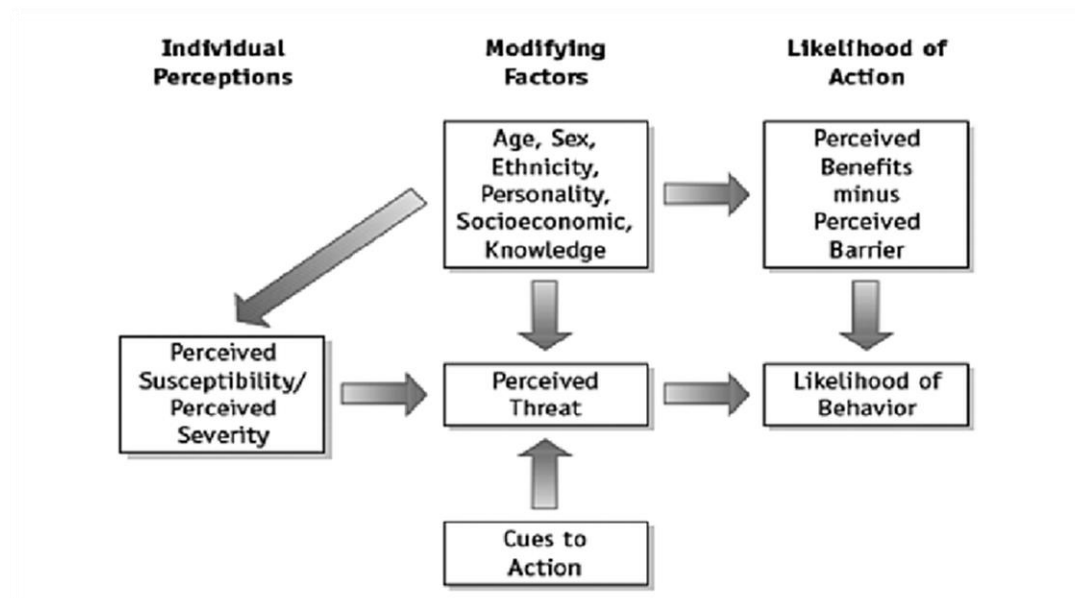 Individual
Perceptions
Modifying
Factors
Likelihood of
Action
Age, Sex,
Ethnicity,
Personality,
Socioeconomic,
Knowledge
Perceived
Benefits
minus
Perceived
Barrier
Perceived
Susceptibility/
Perceived
Severity
Perceived
Threat
Likelihood of
Behavior
Cues to
Action